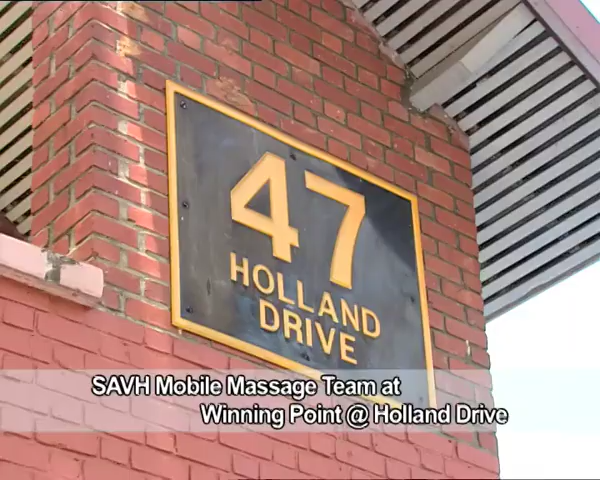 47
HOLLAND
DRIVE
SAVH Mobile Massage Team at
Winning Point @ Holland Drive